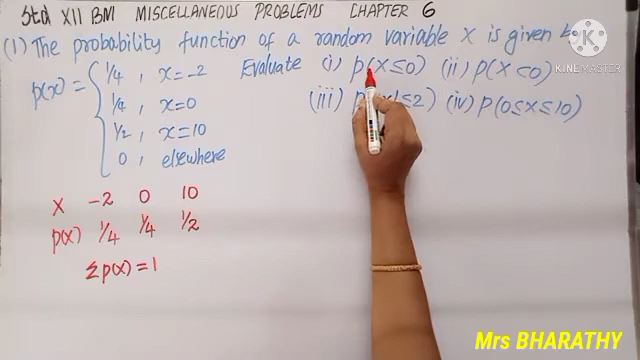 Std XII BM MISCELLANEOUS PROBLEMS CHAPTER 6
(1) The probability function of a random variable X is given by
p(x) = { 1/4 , x=-2
1/4 , x=0
1/2 , x=10
0 , elsewhere
Evaluate (i) P(X≤0) (ii) P(X<0)
(iii) X|≤2) (iv) P(0≤X≤10)
X -2 0 10
p(x) 1/4 1/4 1/2
Σp(x) = 1
KINEMASTER
Mrs BHARATHY